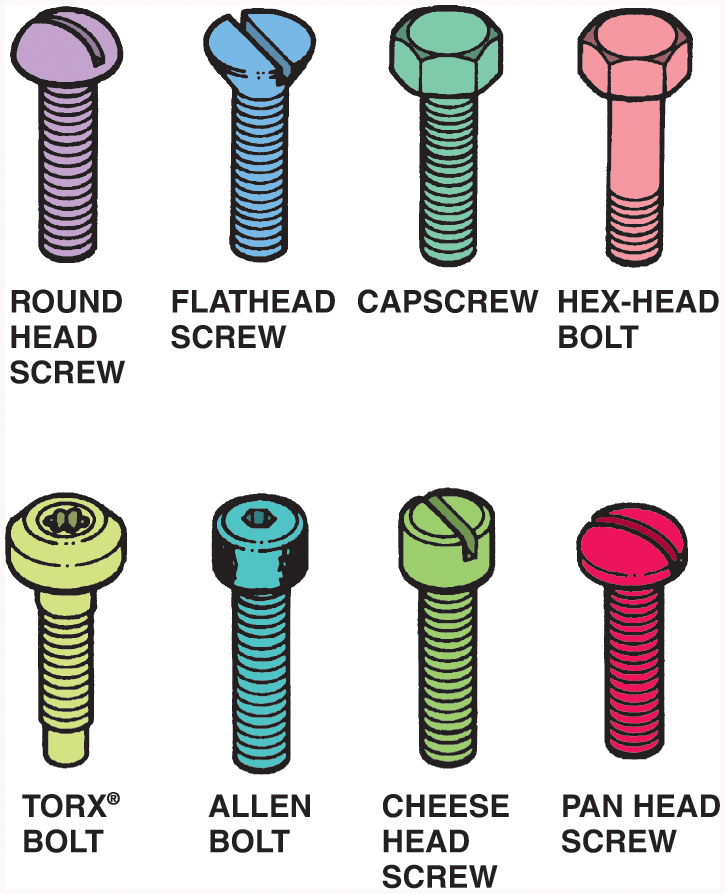 ROUND
HEAD
SCREW
FLATHEAD
SCREW
CAPSCREW
HEX-HEAD
BOLT
TORX®
BOLT
ALLEN
BOLT
CHEESE
HEAD
SCREW
PAN HEAD
SCREW